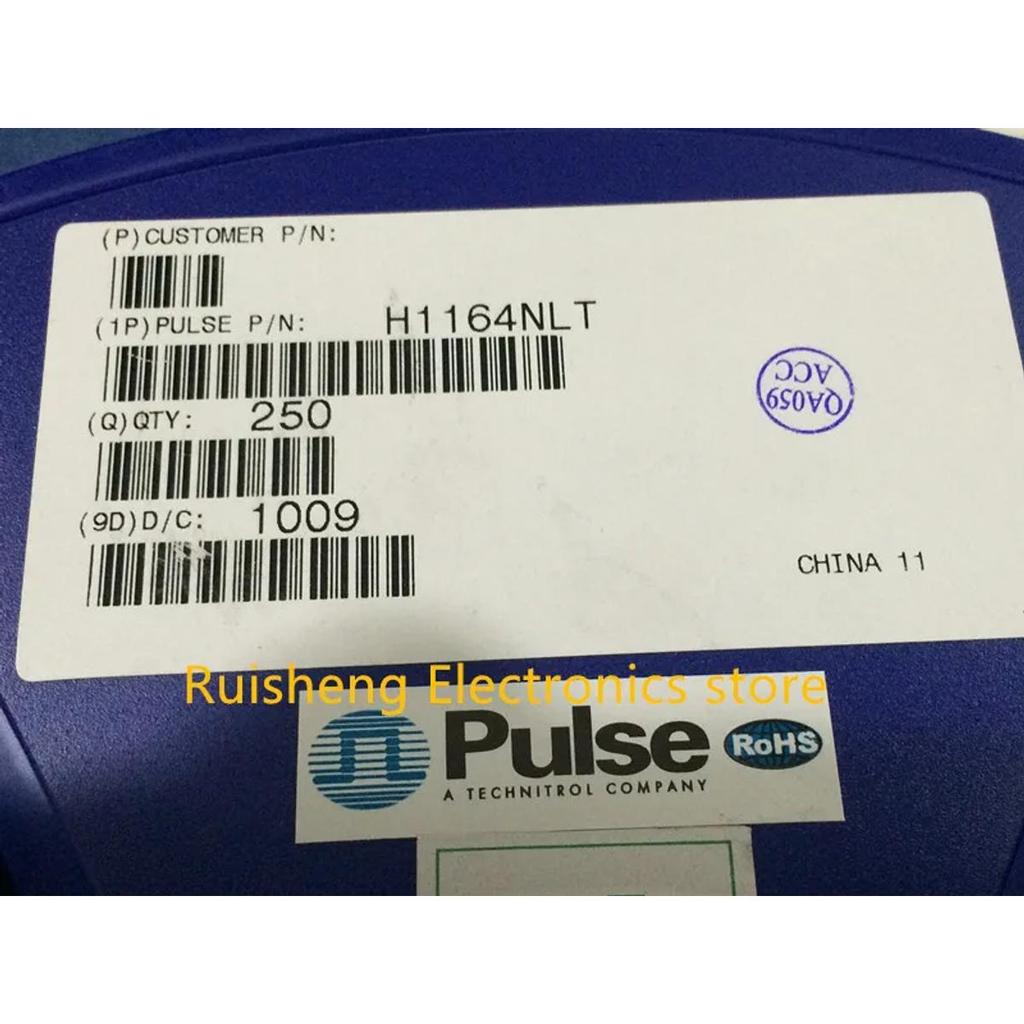 (P)CUSTOMER P/N:
(1P)PULSE P/N: H1164NLT
(Q)QTY: 250
(9D)D/C: 1009
QA059
ACC
CHINA 11
Ruisheng Electronics store
Pulse
RoHS
A TECHNITROL COMPANY